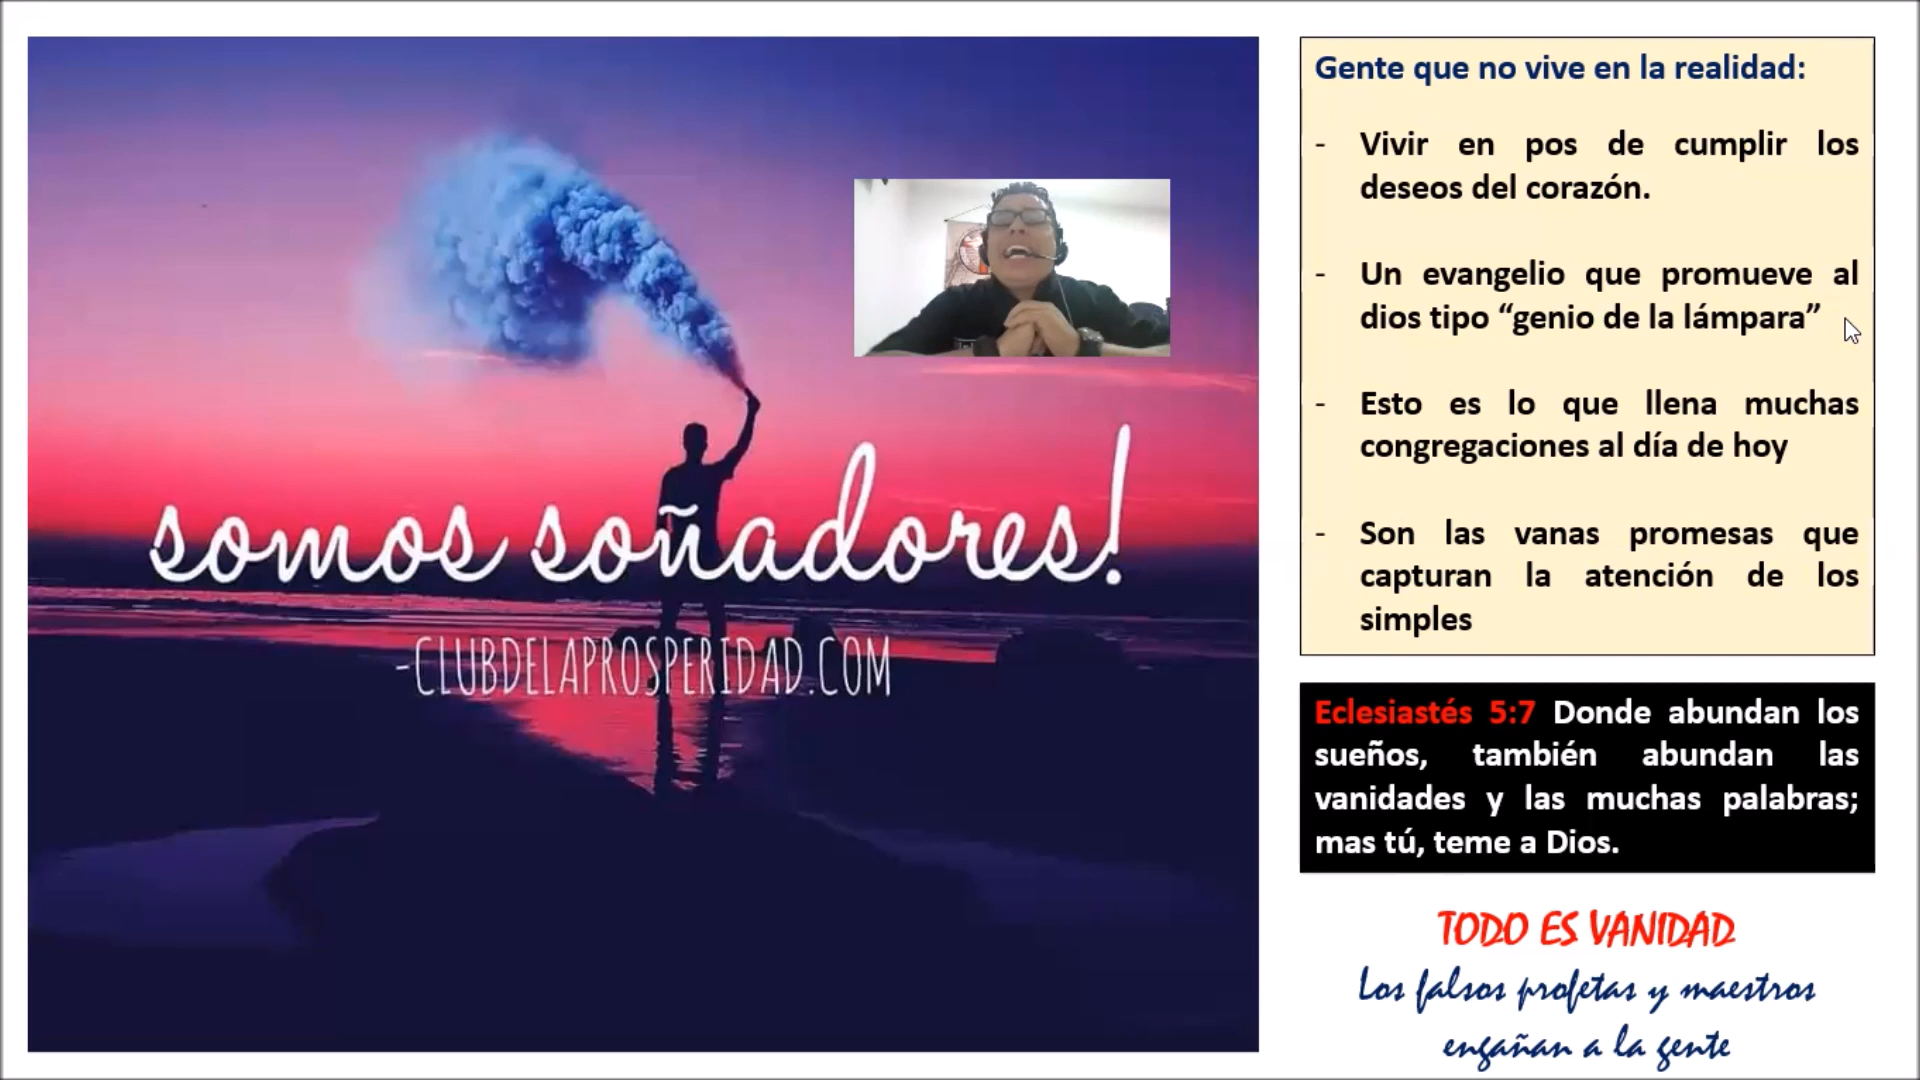 somos soñadores!
-CLUBDELAPROSPERIDAD.COM
Gente que no vive en la realidad:
- Vivir en pos de cumplir los
deseos del corazón.
- Un evangelio que promueve al
dios tipo “genio de la lámpara”
- Esto es lo que llena muchas
congregaciones al día de hoy
- Son las vanas promesas que
capturan la atención de los
simples
Eclesiastés 5:7 Donde abundan los
sueños, también abundan las
vanidades y las muchas palabras;
mas tú, teme a Dios.
TODO ES VANIDAD
Los falsos profetas y maestros
engañan a la gente